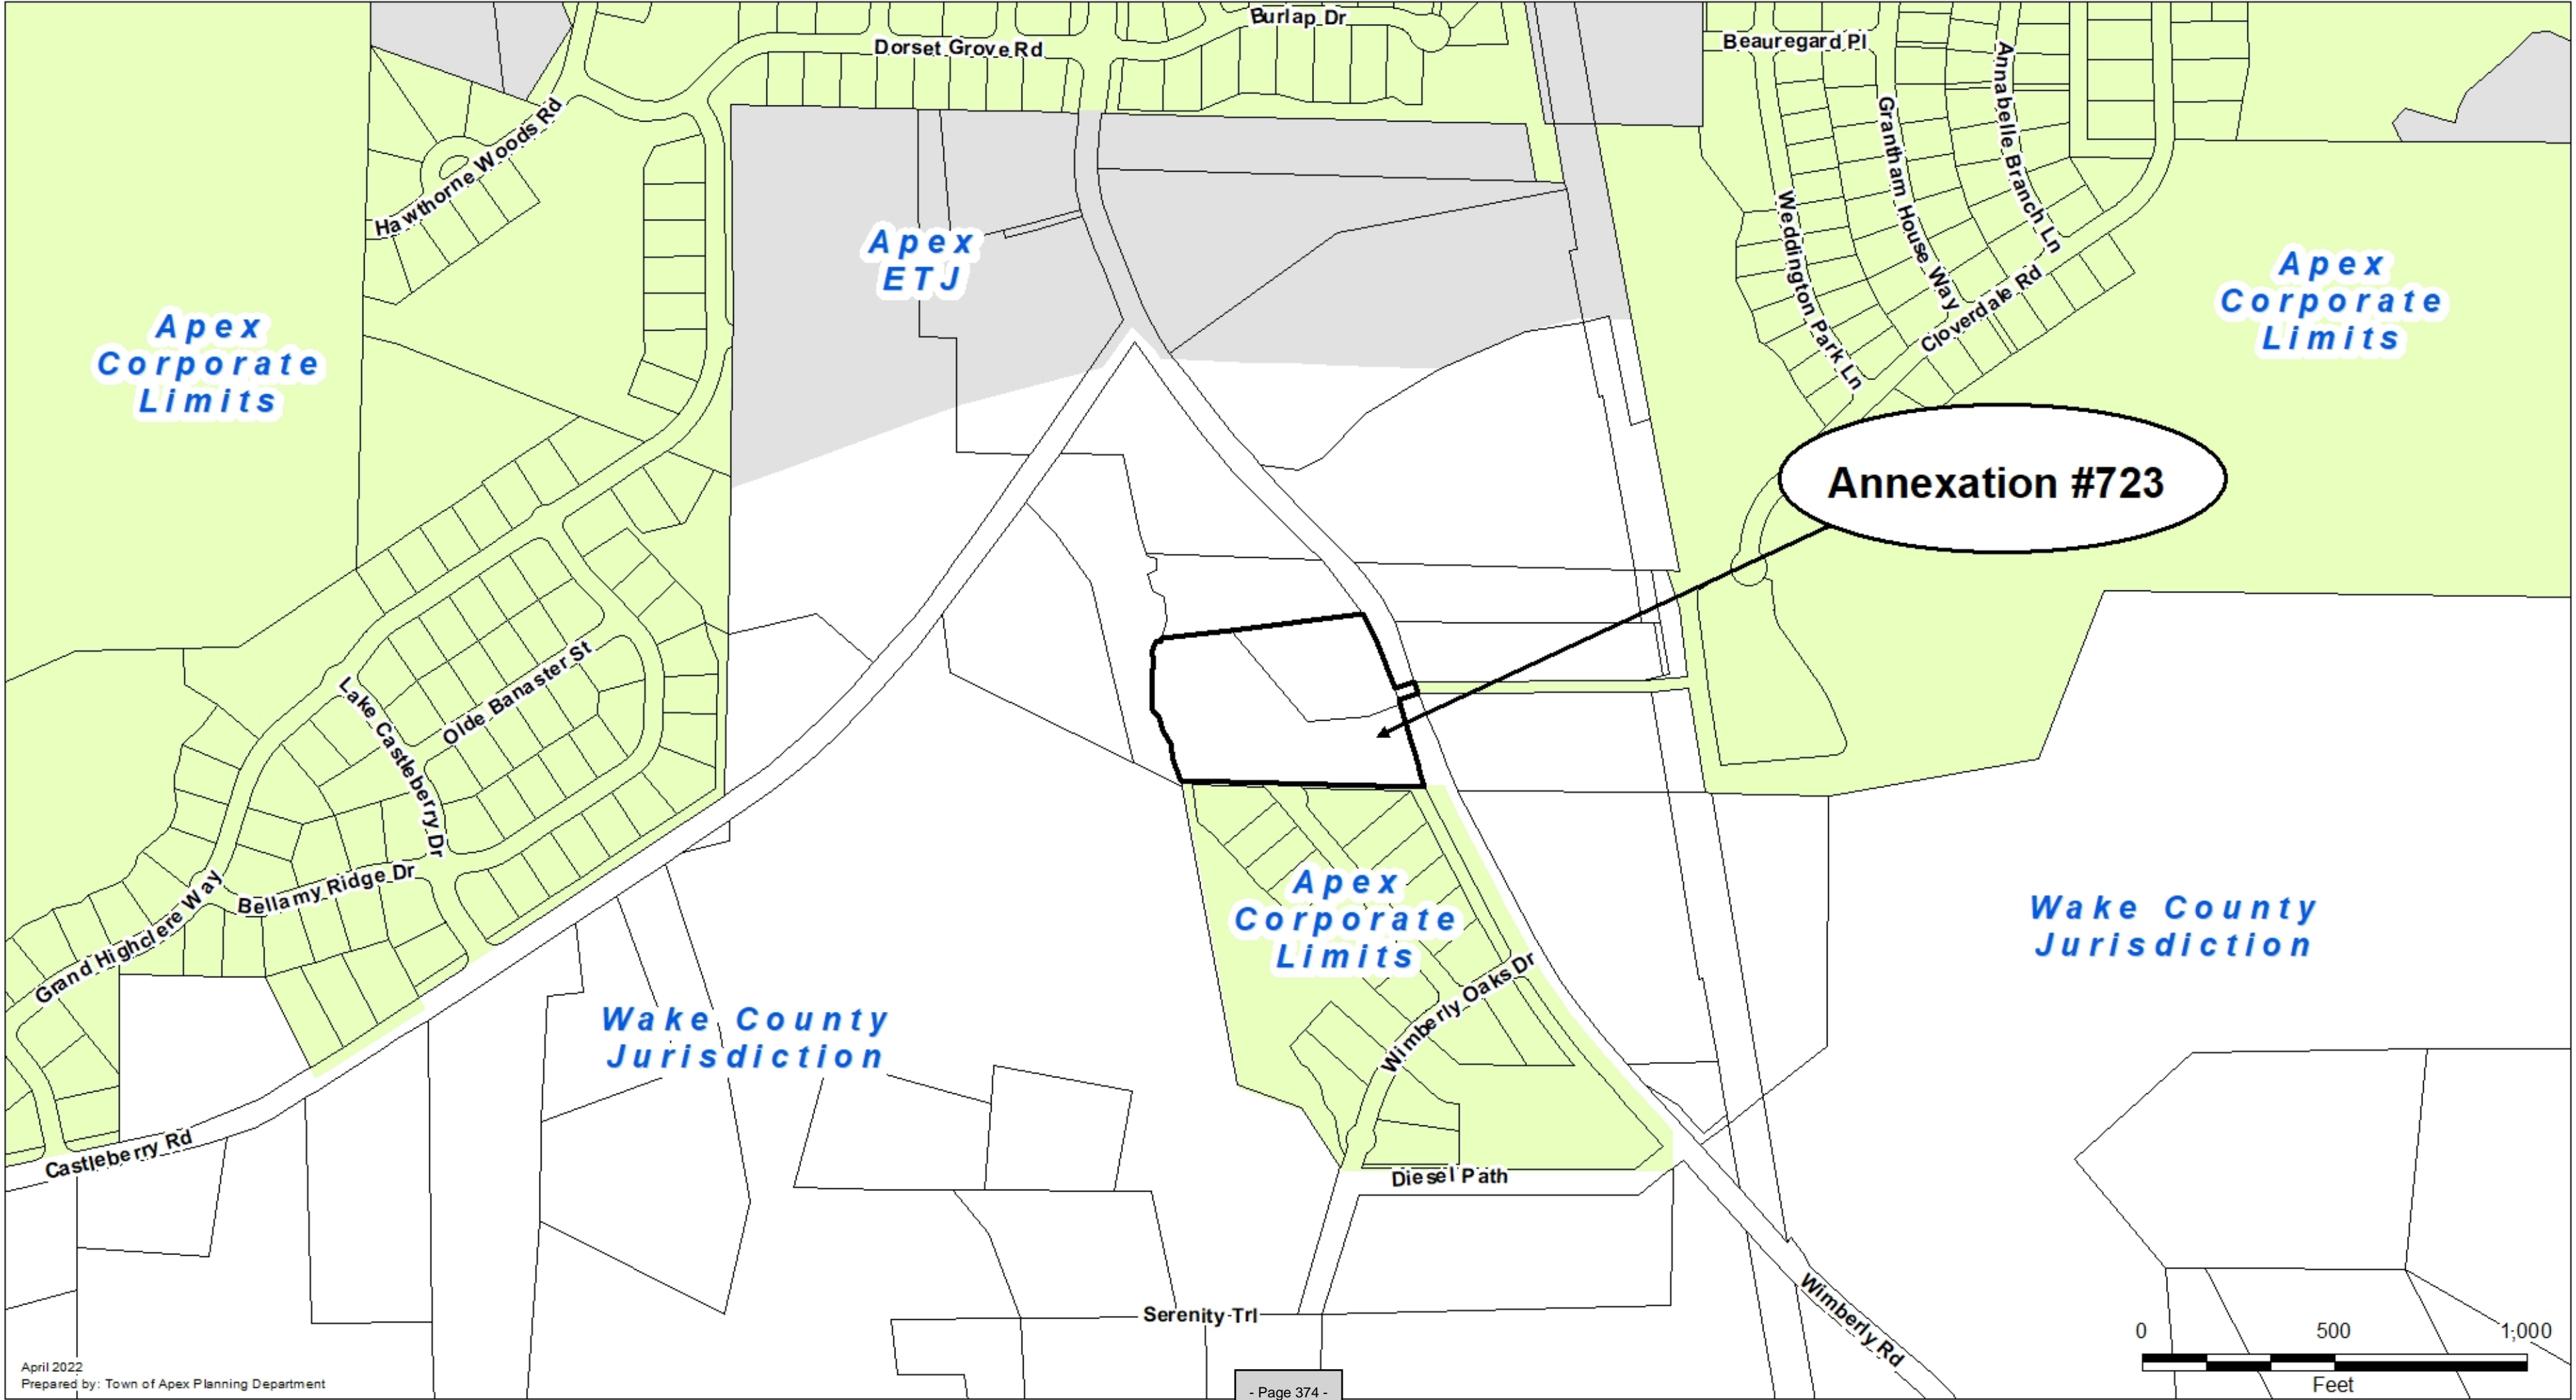 Burlap Dr
Dorset Grove Rd
Beauregard Pl
Annabelle Branch Ln
Grantham House Way
Hawthorne Woods Rd
Weddington Park Ln
Cloverdale Rd
Apex
ETJ
Apex
Corporate
Limits
Apex
Corporate
Limits
Annexation #723
Olde Banaster St
Lake Castleberry Dr
Bellamy Ridge Dr
Grand Highclere Way
Apex
Corporate
Limits
Wimberly Oaks Dr
Wake County
Jurisdiction
Wake County
Jurisdiction
Castleberry Rd
Diesel Path
Serenity Trl
Wimberly Rd
0 500 1,000
Feet
April 2022
Prepared by: Town of Apex Planning Department
- Page 374 -